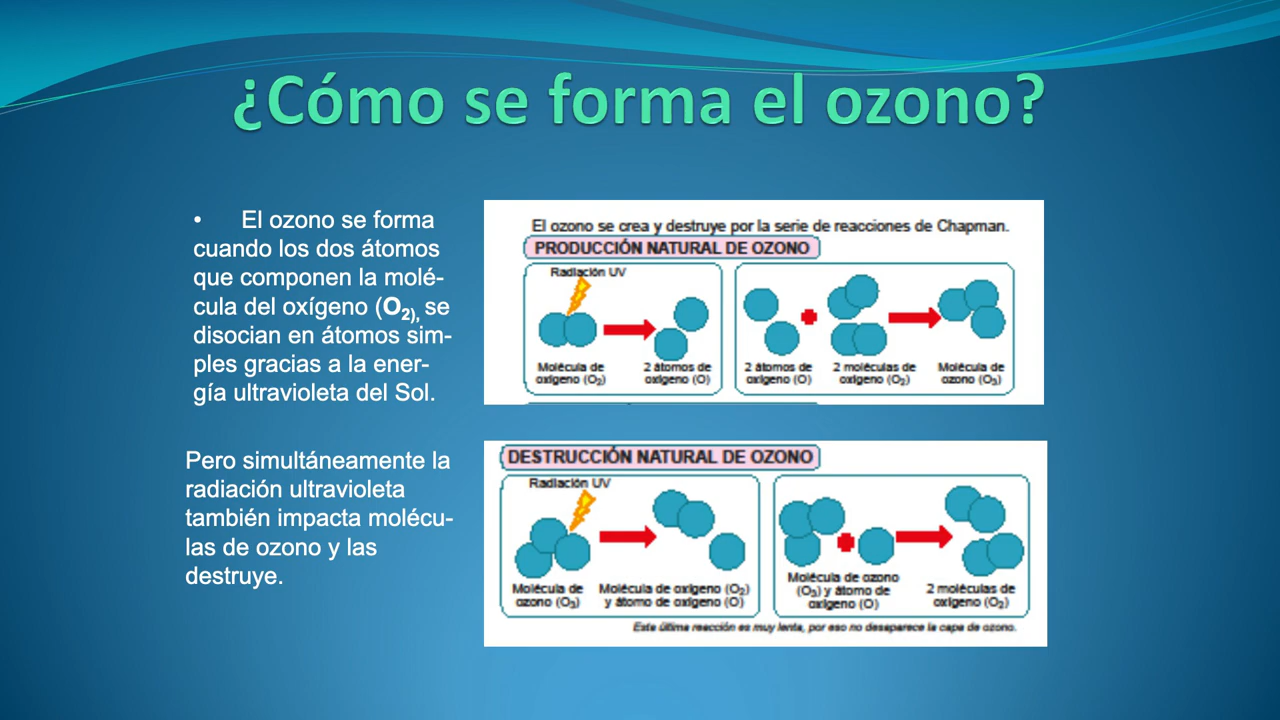 ¿Cómo se forma el ozono?
• El ozono se forma
cuando los dos átomos
que componen la molé-
cula del oxígeno (O2), se
disocian en átomos sim-
ples gracias a la ener-
gía ultravioleta del Sol.
Pero simultáneamente la
radiación ultravioleta
también impacta molécu-
las de ozono y las
destruye.
El ozono se crea y destruye por la serie de reacciones de Chapman.
PRODUCCIÓN NATURAL DE OZONO
Radiación UV
Molécula de
oxígeno (O2)
2 átomos de
oxígeno (O)
2 átomos de
oxígeno (O)
2 moléculas de
oxígeno (O2)
Molécula de
ozono (O3)
DESTRUCCIÓN NATURAL DE OZONO
Radiación UV
Molécula de
ozono (O3)
Molécula de oxígeno (O2)
y átomo de oxígeno (O)
Molécula de ozono
(O3) y átomo de
oxígeno (O)
2 moléculas de
oxígeno (O2)
Esta última reacción es muy lenta, por eso no desaparece la capa de ozono.